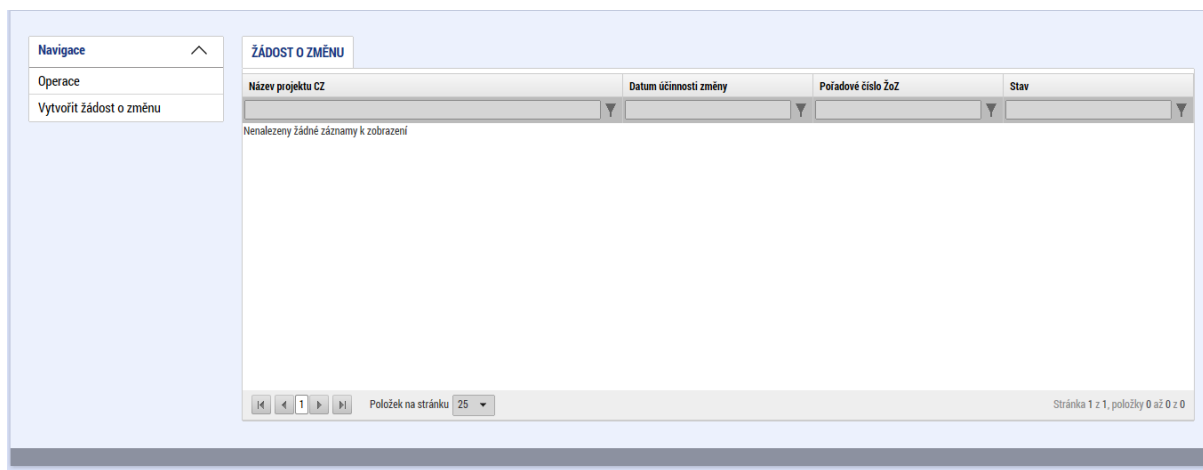 Navigace
Operace
Vytvořit žádost o změnu
ŽÁDOST O ZMĚNU
Název projektu CZ Datum účinnosti změny Pořadové číslo ŽoZ Stav
Nenalezeny žádné záznamy k zobrazení
1 Položek na stránku 25 Stránka 1 z 1, položky 0 až 0 z 0